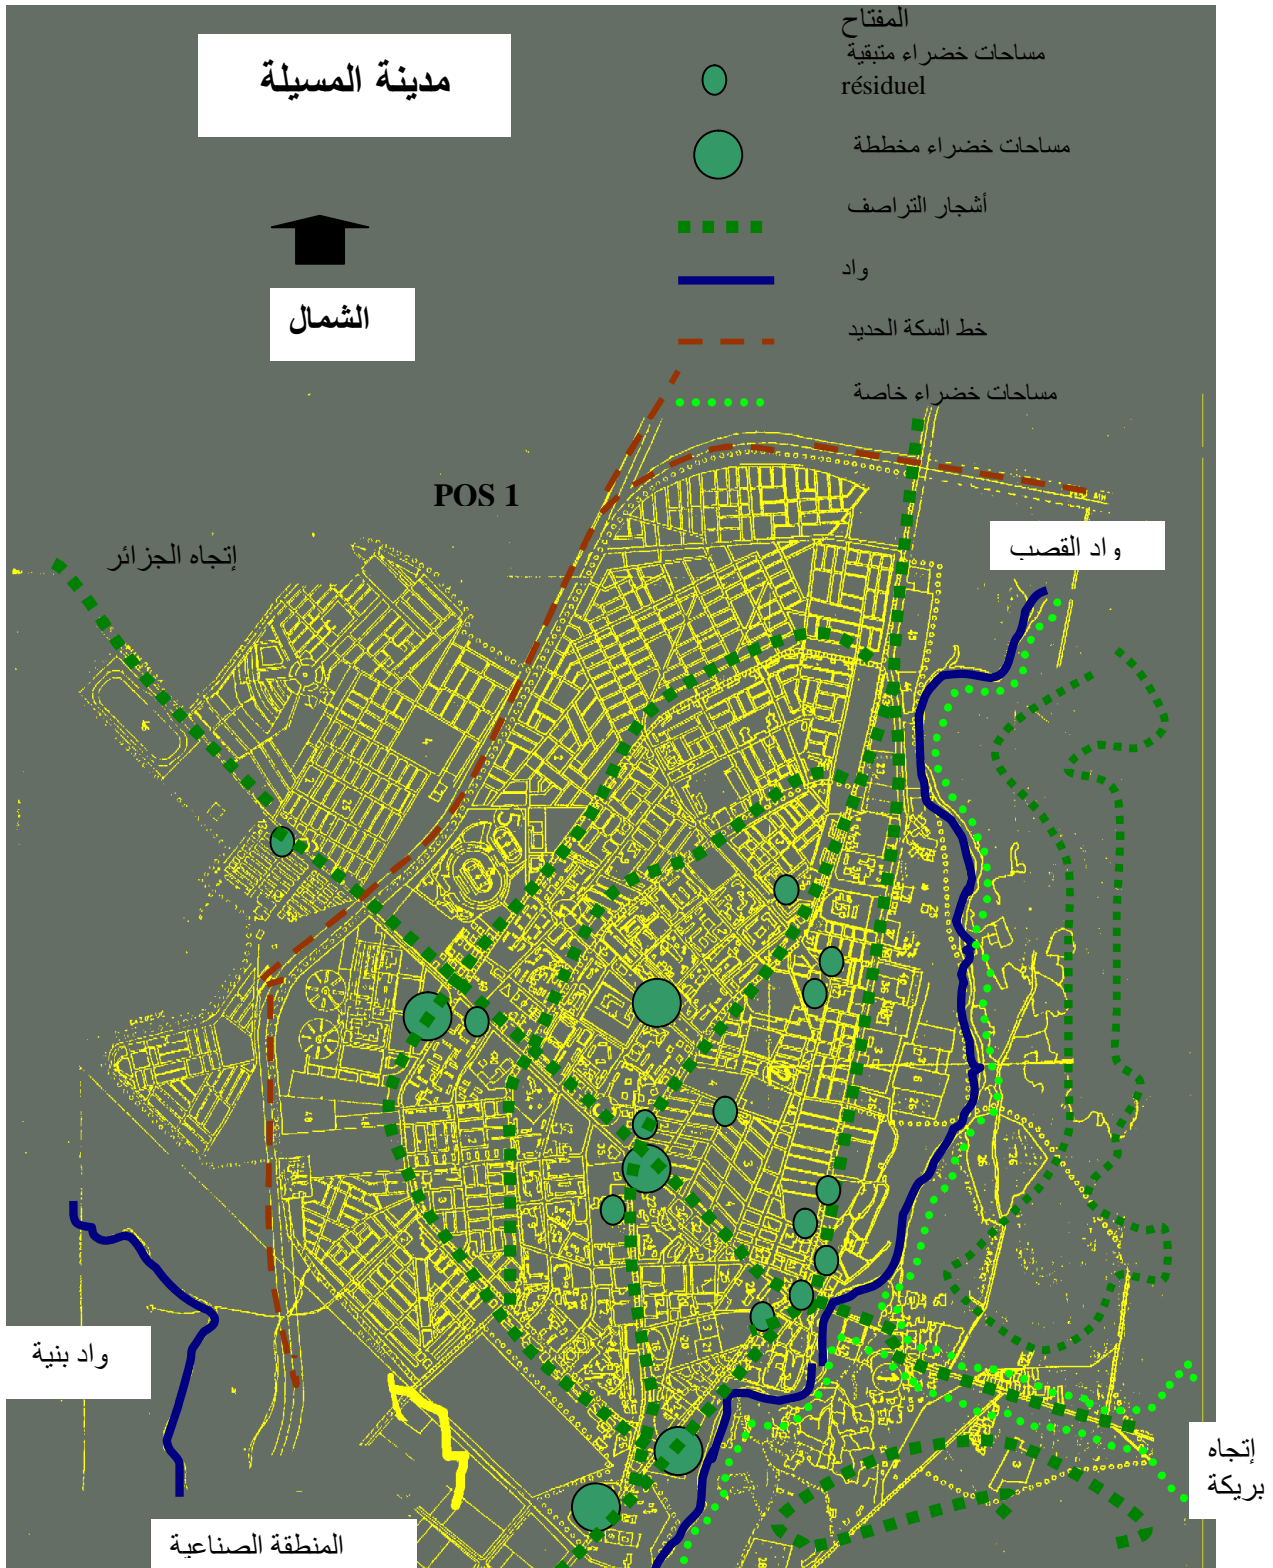 المفتاح
مساحات خضراء متبقية
résiduel
مدينة المسيلة
مساحات خضراء مخططة
أشجار التراصف
واد
الشمال
خط السكة الحديد
مساحات خضراء خاصة
POS 1
إتجاه الجزائر
واد القصب
واد بنية
إتجاه
بريكة
المنطقة الصناعية